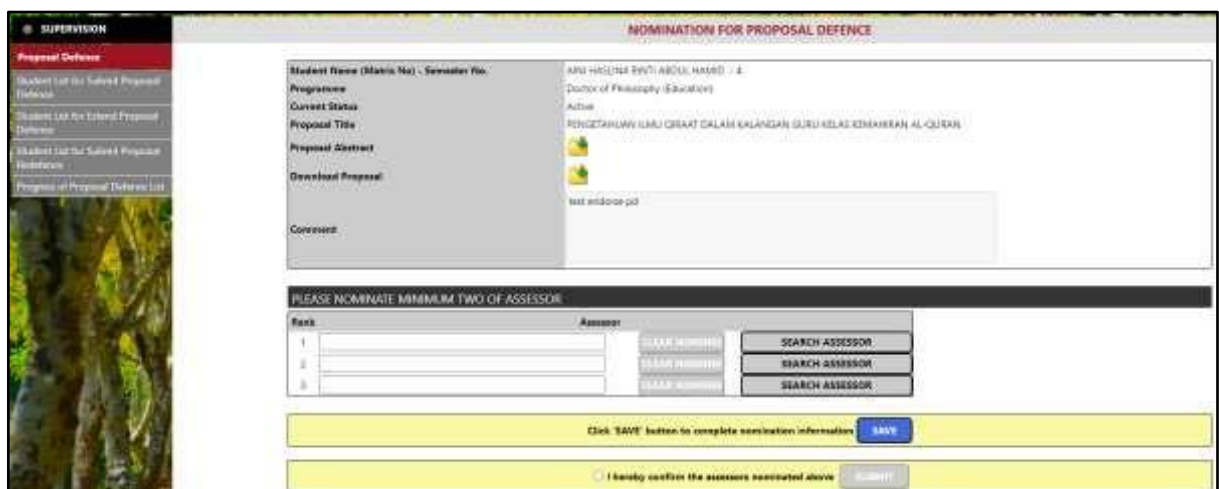 SUPERVISION
NOMINATION FOR PROPOSAL DEFENCE
Proposal Defence
Student List for Submit Proposal
Defence
Student List for Extend Proposal
Defence
Student List for Submit Proposal
Redefence
Progress of Proposal Defence List
Student Name (Matric No) - Semester No. AINI HASLINA BINTI ABDUL HAMID - 4
Programme Doctor of Philosophy (Education)
Current Status Active
Proposal Title PENGETAHUAN ILMU QIRAAT DALAM KALANGAN GURU KELAS KEMAHIRAN AL-QURAN
Proposal Abstract
Download Proposal
Comment test endorse pd
PLEASE NOMINATE MINIMUM TWO OF ASSESSOR
Rank Assessor
1 CLEAR SEARCH ASSESSOR
2 CLEAR SEARCH ASSESSOR
3 CLEAR SEARCH ASSESSOR
Click 'SAVE' button to complete nomination information SAVE
I hereby confirm the assessors nominated above SUBMIT